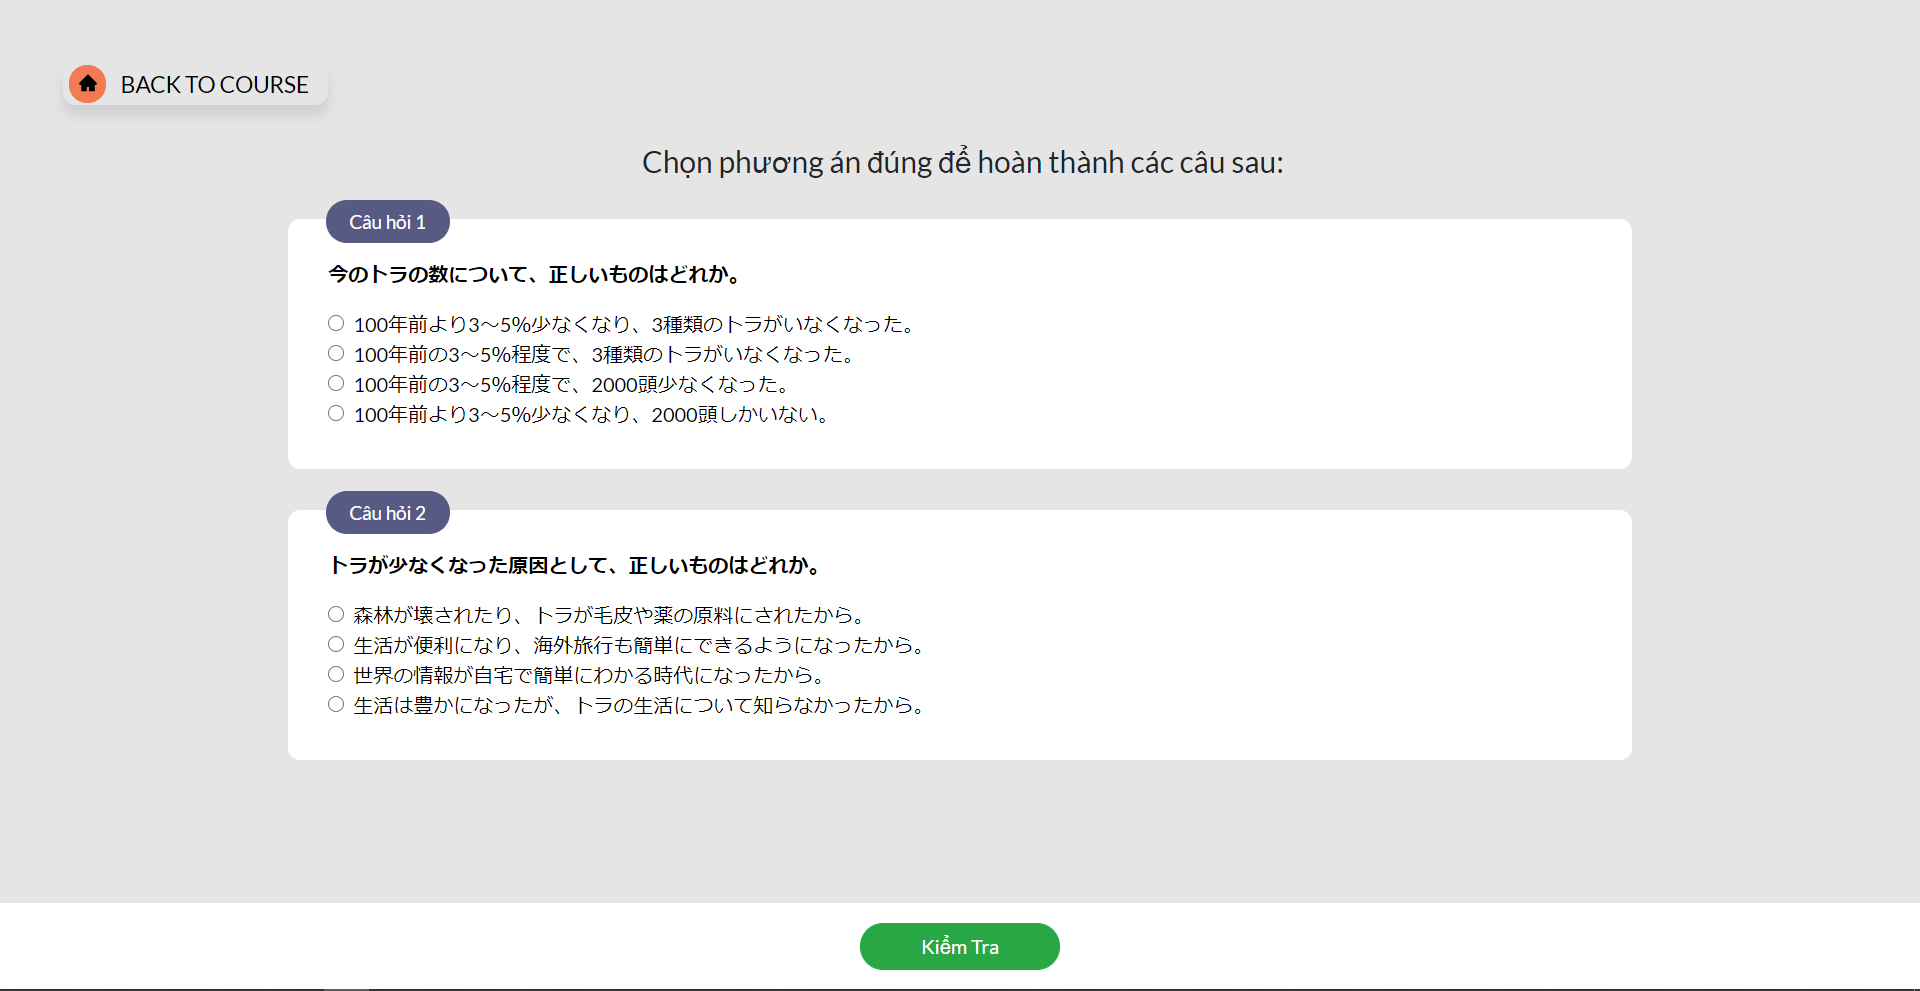 BACK TO COURSE
Chọn phương án đúng để hoàn thành các câu sau:
Câu hỏi 1
今のトラの数について、正しいものはどれか。
100年前より3～5%少なくなり、3種類のトラがいなくなった。
100年前の3～5%程度で、3種類のトラがいなくなった。
100年前の3～5%程度で、2000頭少なくなった。
100年前より3～5%少なくなり、2000頭しかいない。
Câu hỏi 2
トラが少なくなった原因として、正しいものはどれか。
森林が壊されたり、トラが毛皮や薬の原料にされたから。
生活が便利になり、海外旅行も簡単にできるようになったから。
世界の情報が自宅で簡単にわかる時代になったから。
生活は豊かになったが、トラの生活について知らなかったから。
Kiểm Tra